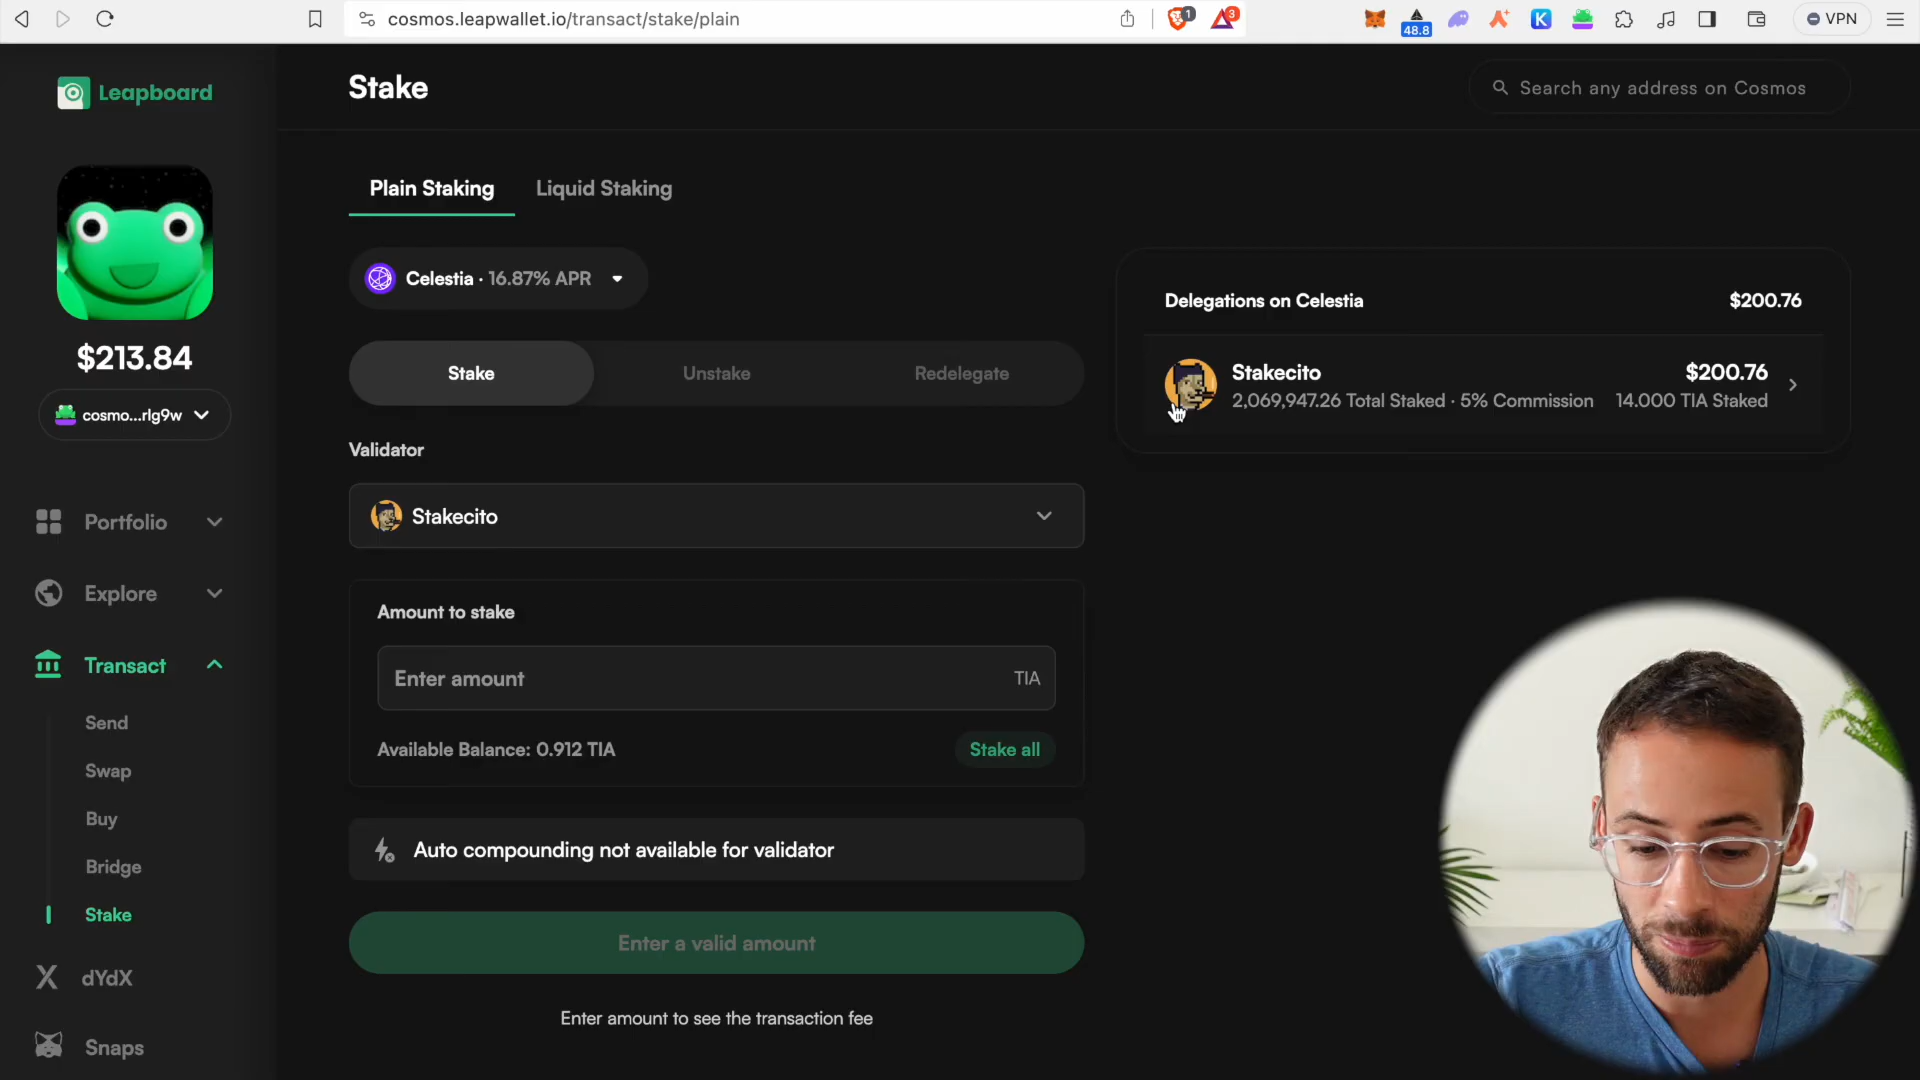 cosmos.leapwallet.io/transact/stake/plain
1
3
48.8
K
VPN
Leapboard
Stake
Search any address on Cosmos
$213.84
cosmo...rlg9w
Portfolio
Explore
Transact
Send
Swap
Buy
Bridge
Stake
dYdX
Snaps
Plain Staking
Liquid Staking
Celestia · 16.87% APR
Stake
Unstake
Redelegate
Validator
Stakecito
Amount to stake
Enter amount
TIA
Available Balance: 0.912 TIA
Stake all
Auto compounding not available for validator
Enter a valid amount
Enter amount to see the transaction fee
Delegations on Celestia
$200.76
Stakecito
$200.76
2,069,947.26 Total Staked · 5% Commission
14.000 TIA Staked